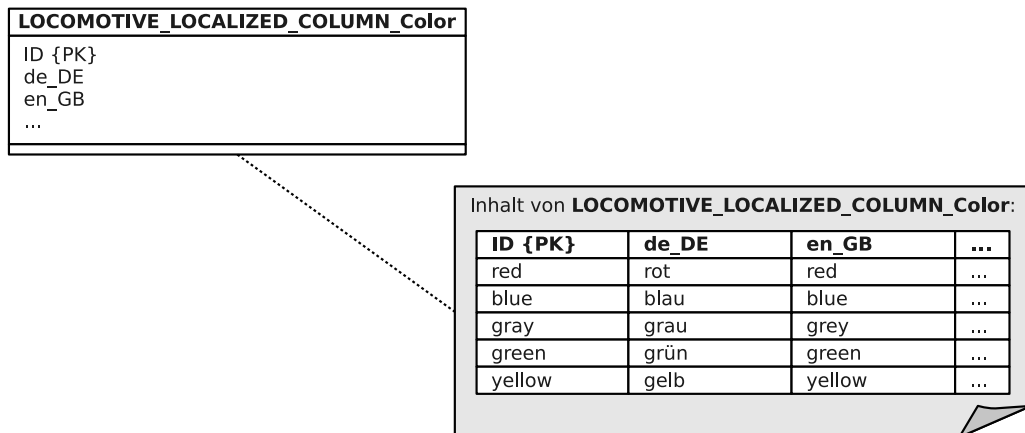 LOCOMOTIVE_LOCALIZED_COLUMN_Color
ID {PK}
de_DE
en_GB
...
Inhalt von LOCOMOTIVE_LOCALIZED_COLUMN_Color:
ID {PK} de_DE en_GB ...
red rot red ...
blue blau blue ...
gray grau grey ...
green grün green ...
yellow gelb yellow ...